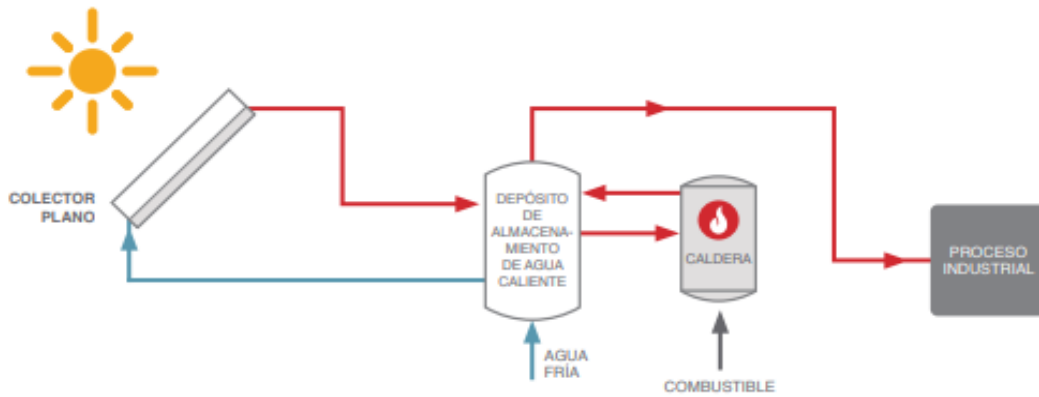 COLECTOR
PLANO
DEPÓSITO
DE
ALMACENA-
MIENTO
DE AGUA
CALIENTE
CALDERA
PROCESO
INDUSTRIAL
AGUA
FRÍA
COMBUSTIBLE